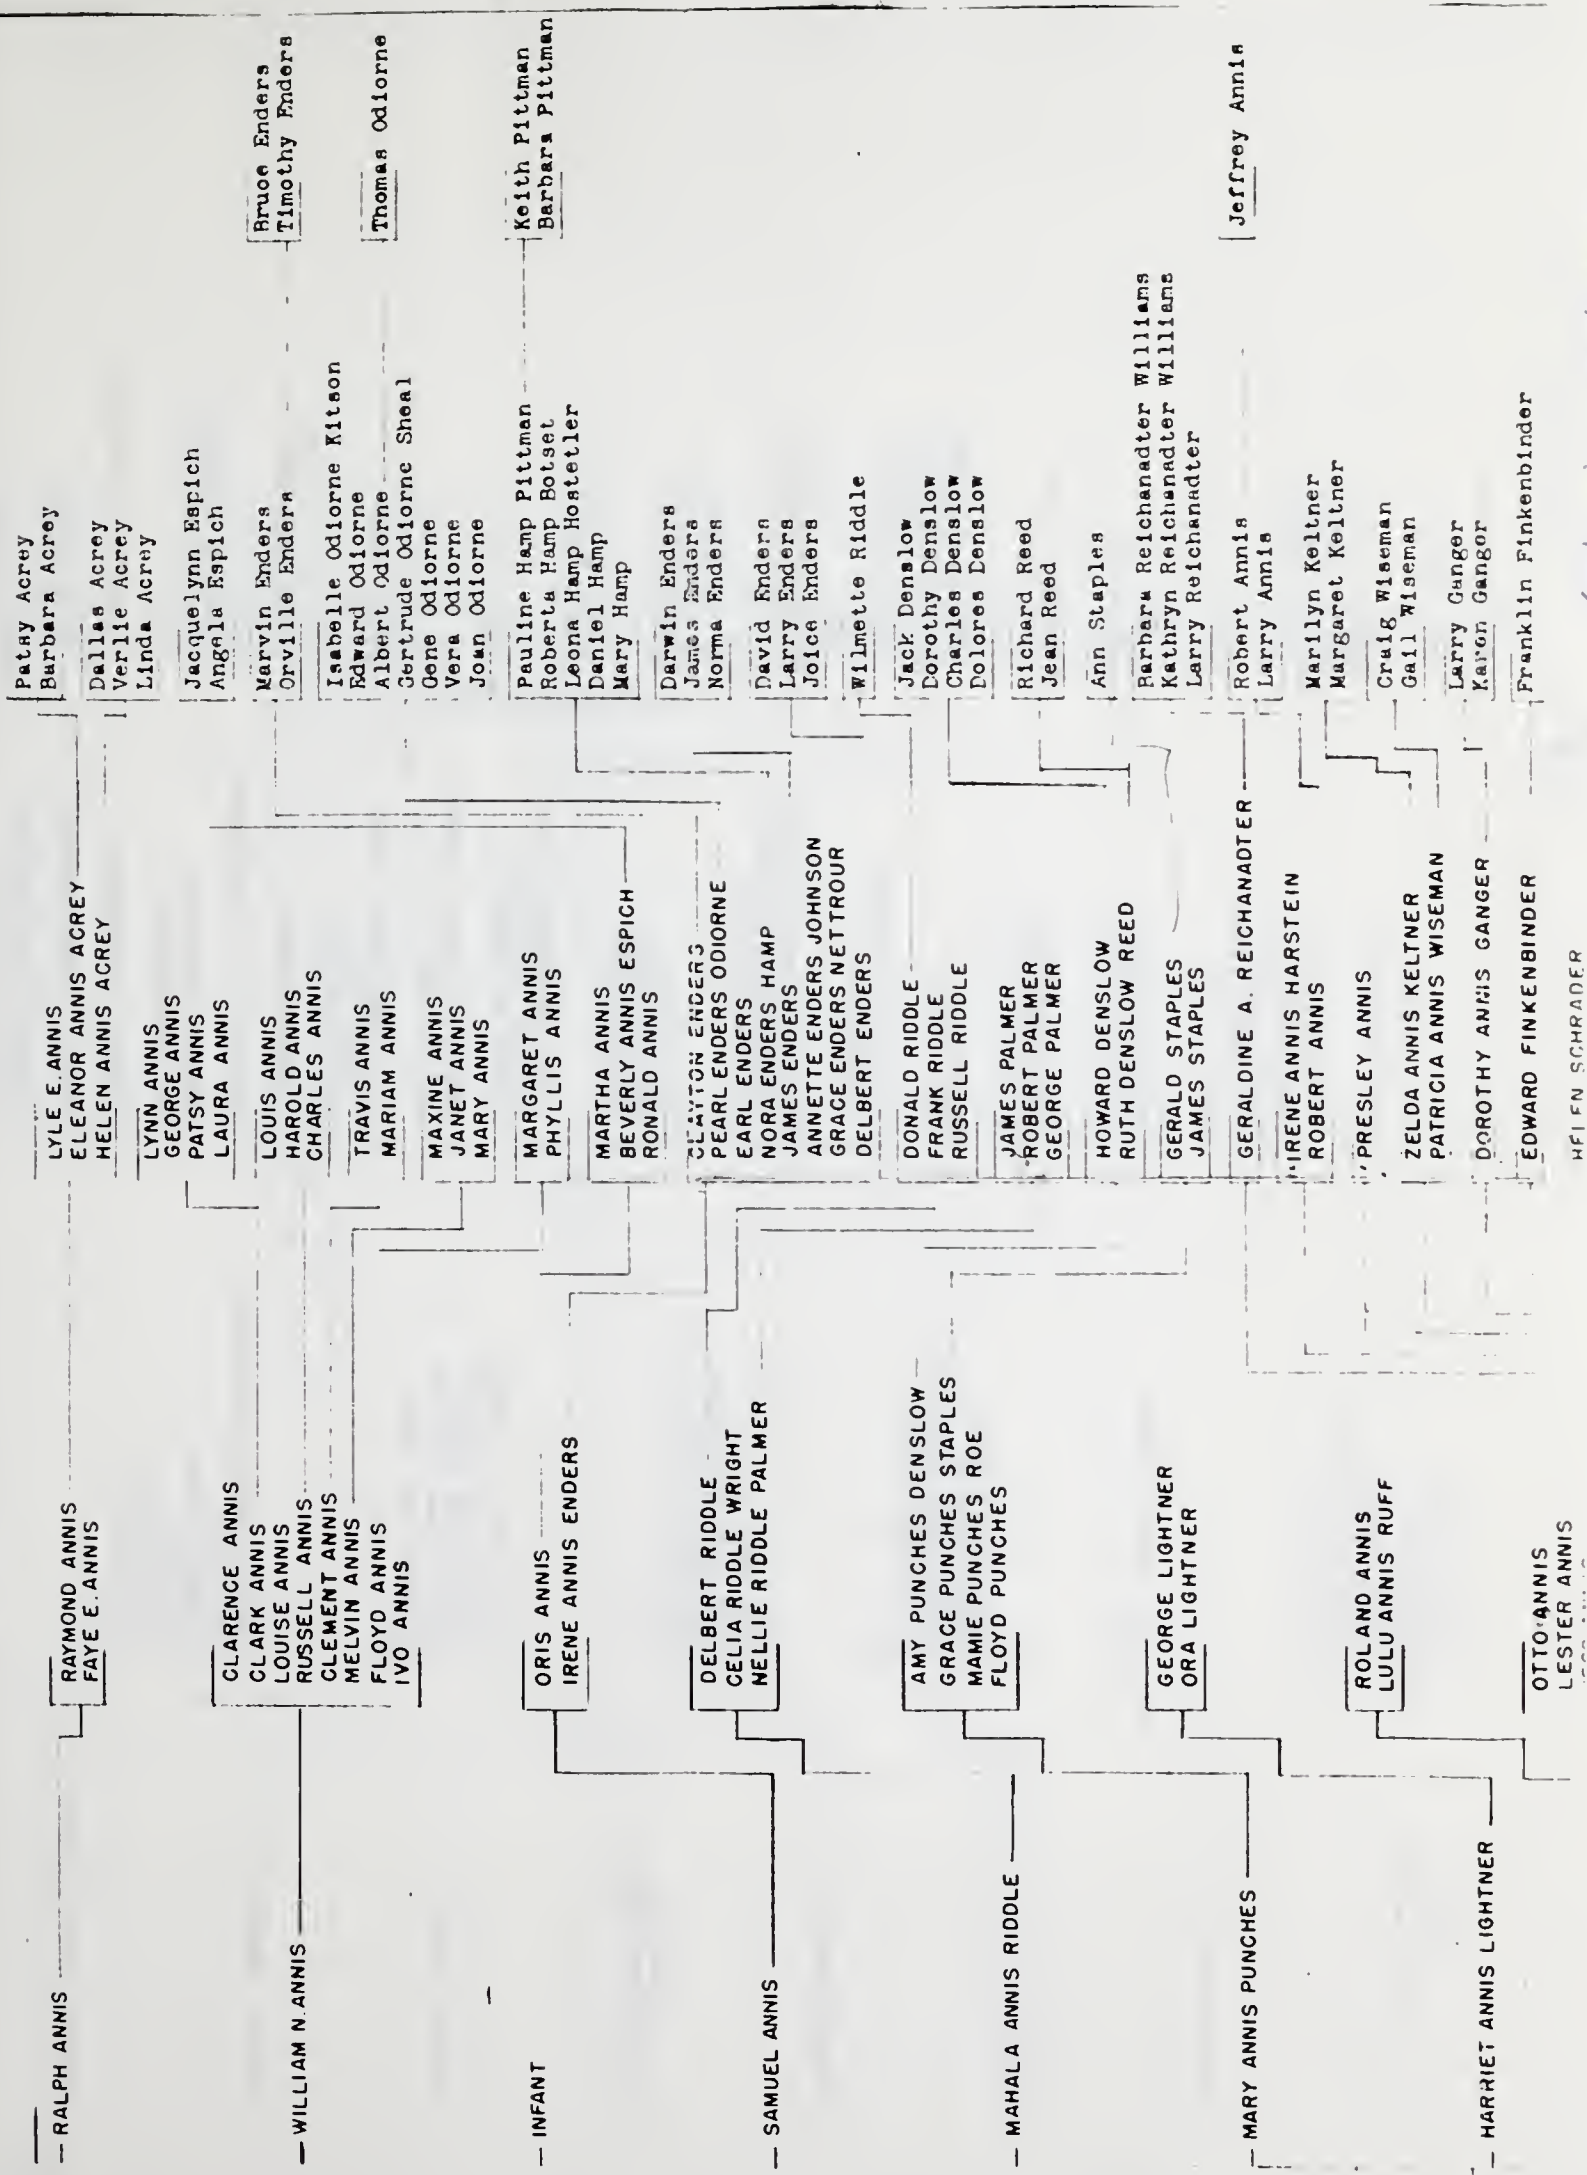 RALPH ANNIS
WILLIAM N. ANNIS
INFANT
SAMUEL ANNIS
MAHALA ANNIS RIDDLE
MARY ANNIS PUNCHES
HARRIET ANNIS LIGHTNER
RAYMOND ANNIS
FAYE E. ANNIS
CLARENCE ANNIS
CLARK ANNIS
LOUISE ANNIS
RUSSELL ANNIS
CLEMENT ANNIS
MELVIN ANNIS
FLOYD ANNIS
IVO ANNIS
ORIS ANNIS
IRENE ANNIS ENDERS
DELBERT RIDDLE
CELIA RIDDLE WRIGHT
NELLIE RIDDLE PALMER
AMY PUNCHES DENSLOW
GRACE PUNCHES STAPLES
MAMIE PUNCHES ROE
FLOYD PUNCHES
GEORGE LIGHTNER
ORA LIGHTNER
ROLAND ANNIS
LULU ANNIS RUFF
OTTO ANNIS
LESTER ANNIS
LYLE E. ANNIS
ELEANOR ANNIS ACREY
HELEN ANNIS ACREY
LYNN ANNIS
GEORGE ANNIS
PATSY ANNIS
LAURA ANNIS
LOUIS ANNIS
HAROLD ANNIS
CHARLES ANNIS
TRAVIS ANNIS
MARIAM ANNIS
MAXINE ANNIS
JANET ANNIS
MARY ANNIS
MARGARET ANNIS
PHYLLIS ANNIS
MARTHA ANNIS
BEVERLY ANNIS ESPICH
RONALD ANNIS
CLAYTON ENDERS
PEARL ENDERS ODIORNE
EARL ENDERS
NORA ENDERS HAMP
JAMES ENDERS
ANNETTE ENDERS JOHNSON
GRACE ENDERS NETTROUR
DELBERT ENDERS
DONALD RIDDLE
FRANK RIDDLE
RUSSELL RIDDLE
JAMES PALMER
ROBERT PALMER
GEORGE PALMER
HOWARD DENSLOW
RUTH DENSLOW REED
GERALD STAPLES
JAMES STAPLES
GERALDINE A. REICHANADTER
IRENE ANNIS HARSTEIN
ROBERT ANNIS
PRESLEY ANNIS
ZELDA ANNIS KELTNER
PATRICIA ANNIS WISEMAN
DOROTHY ANNIS GANGER
EDWARD FINKENBINDER
HELEN SCHRADER
Patsy Acrey
Barbara Acrey
Dallas Acrey
Verlie Acrey
Linda Acrey
Jacquelynn Espich
Angela Espich
Marvin Enders
Orville Enders
Isabelle Odiorne Kitson
Edward Odiorne
Albert Odiorne
Gertrude Odiorne Sheal
Gene Odiorne
Vera Odiorne
Joan Odiorne
Pauline Hamp Pittman
Roberta Hamp Botset
Leona Hamp Hostetler
Daniel Hamp
Mary Hamp
Darwin Enders
James Enders
Norma Enders
David Enders
Larry Enders
Joice Enders
Wilmette Riddle
Jack Denslow
Dorothy Denslow
Charles Denslow
Dolores Denslow
Richard Reed
Jean Reed
Ann Staples
Barbara Reichanadter Williams
Kathryn Reichanadter Williams
Larry Reichanadter
Robert Annis
Larry Annis
Marilyn Keltner
Margaret Keltner
Craig Wiseman
Gail Wiseman
Larry Ganger
Karon Ganger
Franklin Finkenbinder
Bruce Enders
Timothy Enders
Thomas Odiorne
Keith Pittman
Barbara Pittman
Jeffrey Annis